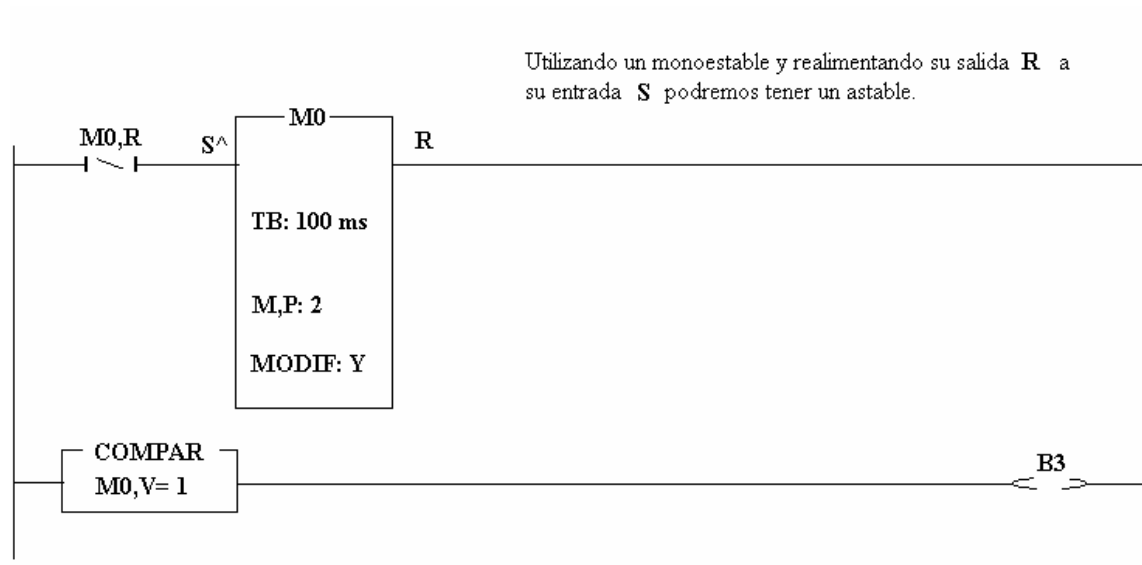 Utilizando un monoestable y realimentando su salida R a
su entrada S podremos tener un astable.
M0
M0,R
S^
R
TB: 100 ms
M,P: 2
MODIF: Y
COMPAR
M0,V= 1
B3